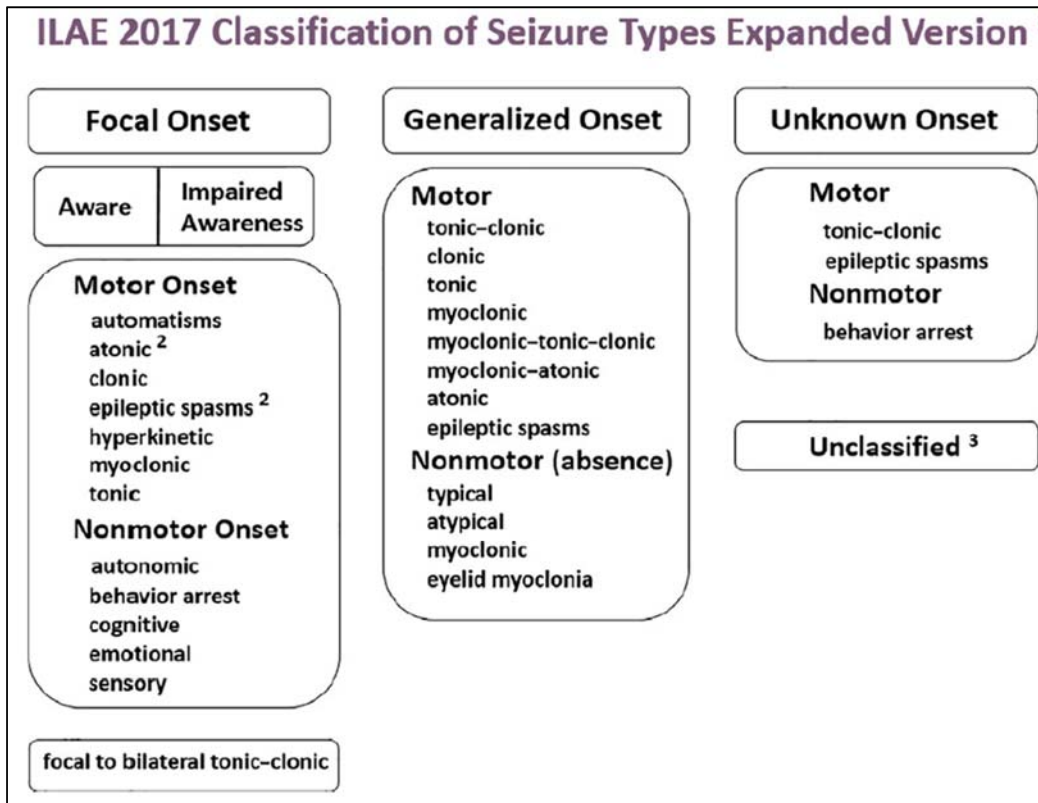 ILAE 2017 Classification of Seizure Types Expanded Version
Focal Onset
Aware
Impaired
Awareness
Motor Onset
automatisms
atonic ²
clonic
epileptic spasms ²
hyperkinetic
myoclonic
tonic
Nonmotor Onset
autonomic
behavior arrest
cognitive
emotional
sensory
focal to bilateral tonic–clonic
Generalized Onset
Motor
tonic–clonic
clonic
tonic
myoclonic
myoclonic–tonic–clonic
myoclonic–atonic
atonic
epileptic spasms
Nonmotor (absence)
typical
atypical
myoclonic
eyelid myoclonia
Unknown Onset
Motor
tonic–clonic
epileptic spasms
Nonmotor
behavior arrest
Unclassified ³